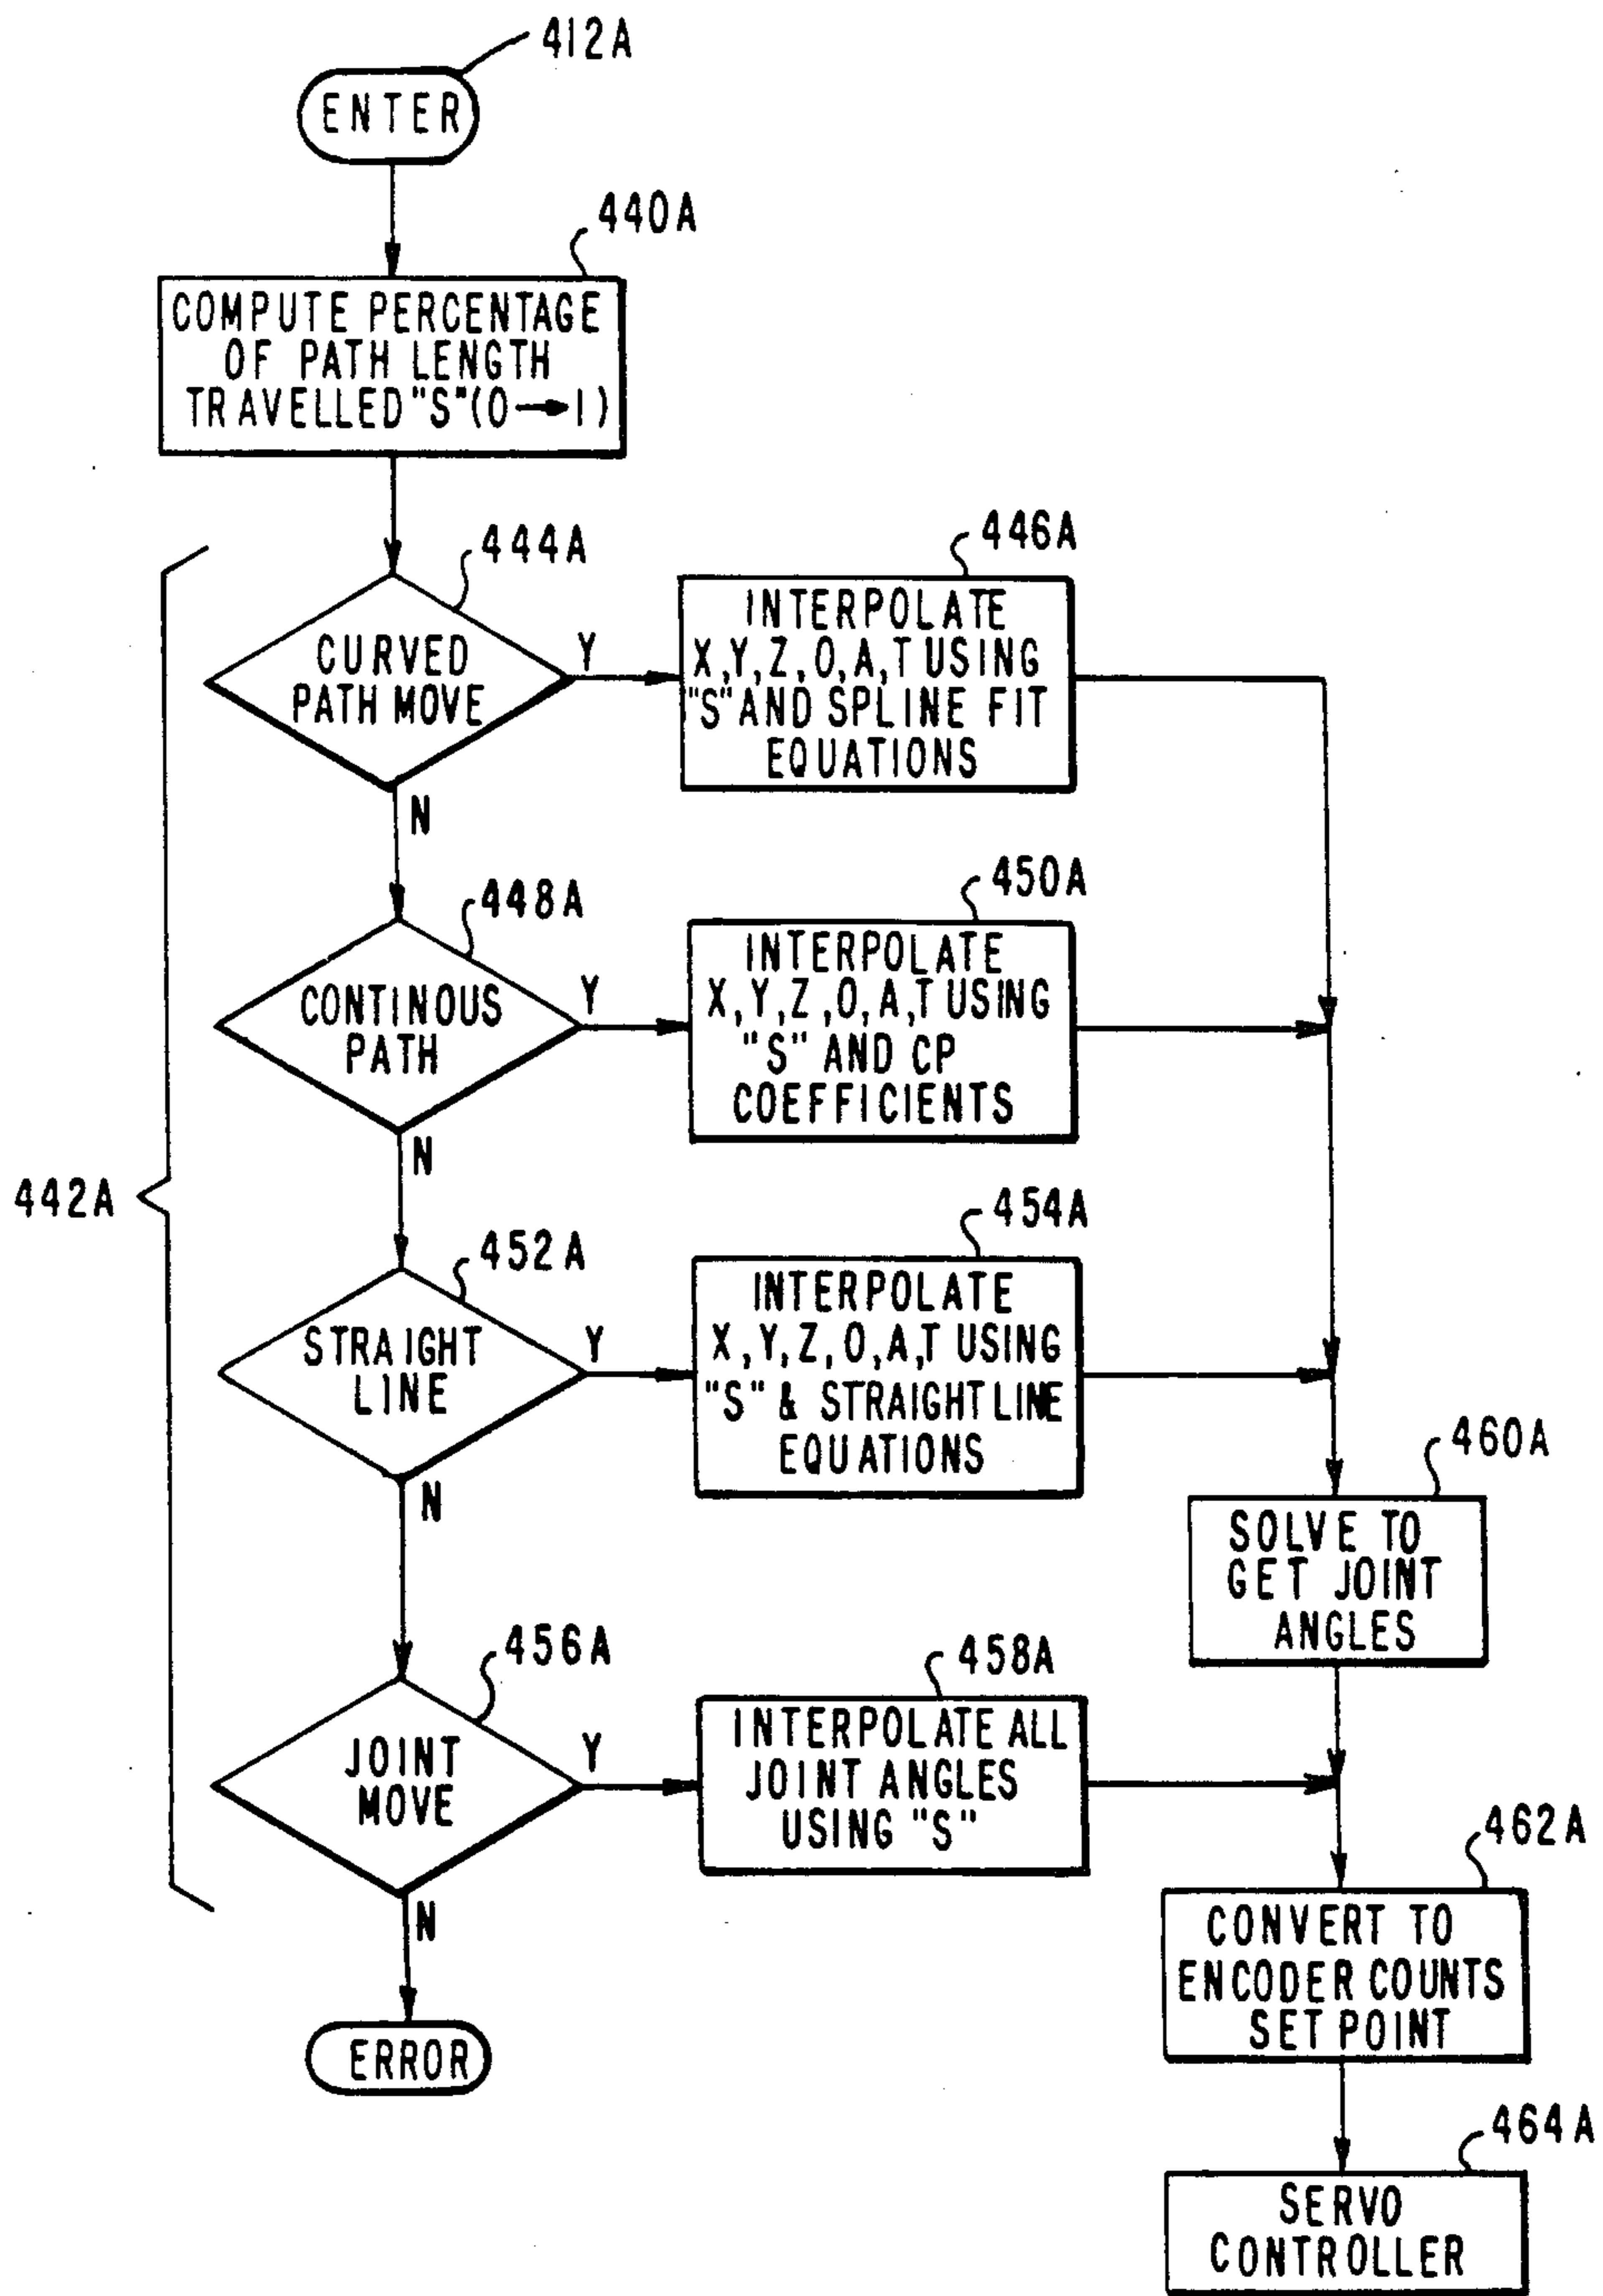 412A
ENTER
440A
COMPUTE PERCENTAGE
OF PATH LENGTH
TRAVELLED "S" (0→1)
444A
CURVED
PATH MOVE
Y
N
446A
INTERPOLATE
X,Y,Z,O,A,T USING
"S" AND SPLINE FIT
EQUATIONS
448A
CONTINOUS
PATH
Y
N
450A
INTERPOLATE
X,Y,Z,O,A,T USING
"S" AND CP
COEFFICIENTS
442A
452A
STRAIGHT
LINE
Y
N
454A
INTERPOLATE
X,Y,Z,O,A,T USING
"S" & STRAIGHT LINE
EQUATIONS
460A
SOLVE TO
GET JOINT
ANGLES
456A
JOINT
MOVE
Y
N
458A
INTERPOLATE ALL
JOINT ANGLES
USING "S"
462A
CONVERT TO
ENCODER COUNTS
SET POINT
ERROR
464A
SERVO
CONTROLLER